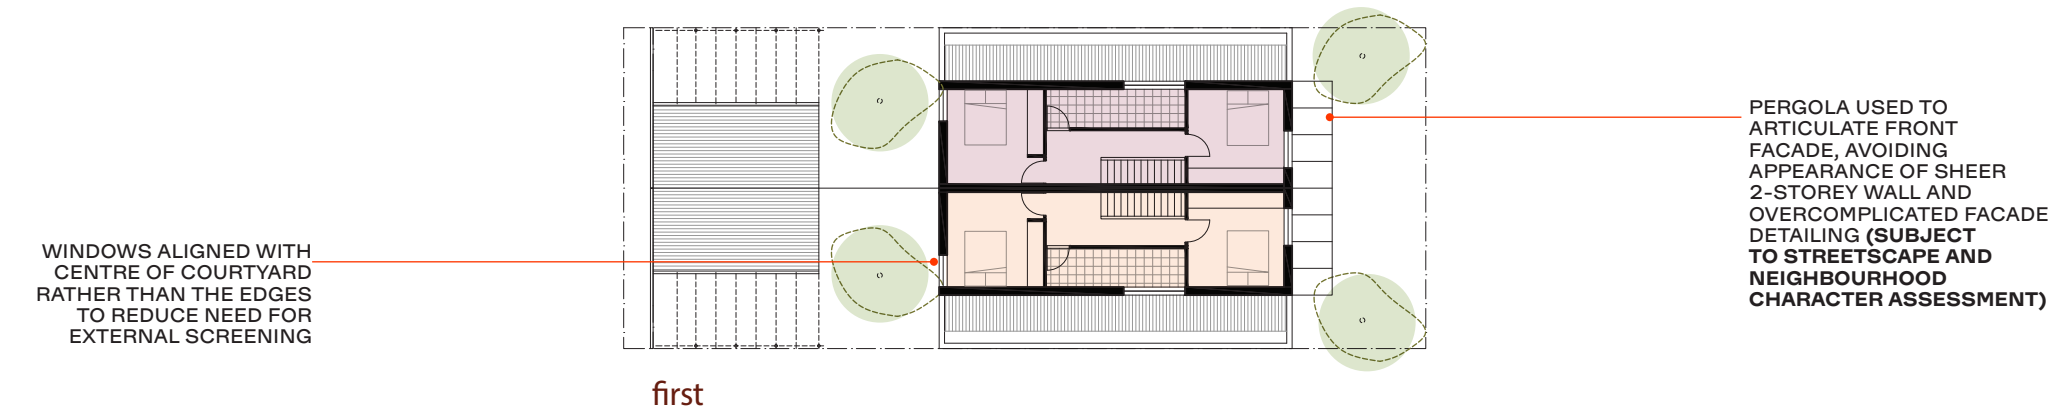 WINDOWS ALIGNED WITH
CENTRE OF COURTYARD
RATHER THAN THE EDGES
TO REDUCE NEED FOR
EXTERNAL SCREENING
first
PERGOLA USED TO
ARTICULATE FRONT
FACADE, AVOIDING
APPEARANCE OF SHEER
2-STOREY WALL AND
OVERCOMPLICATED FACADE
DETAILING (SUBJECT
TO STREETSCAPE AND
NEIGHBOURHOOD
CHARACTER ASSESSMENT)